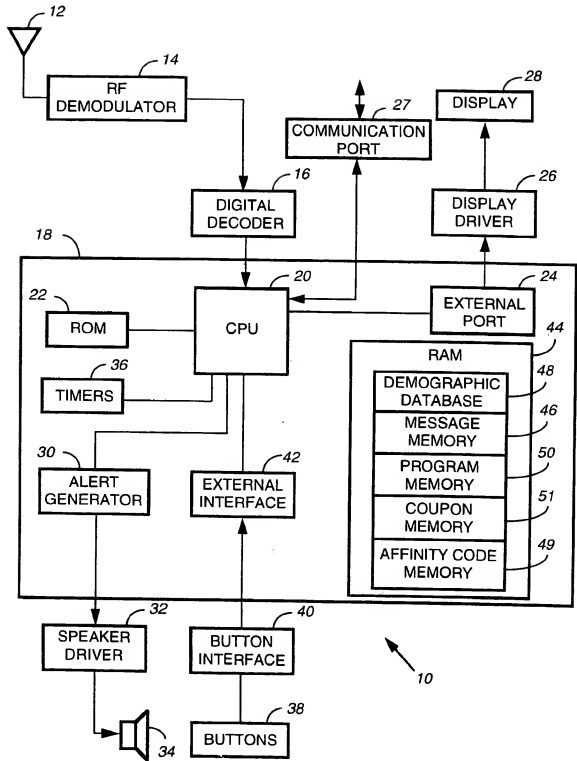 12
14
RF
DEMODULATOR
28
DISPLAY
27
COMMUNICATION
PORT
16
DIGITAL
DECODER
26
DISPLAY
DRIVER
18
20
CPU
24
EXTERNAL
PORT
22
ROM
44
RAM
36
TIMERS
48
DEMOGRAPHIC
DATABASE
46
MESSAGE
MEMORY
50
PROGRAM
MEMORY
51
COUPON
MEMORY
49
AFFINITY CODE
MEMORY
30
ALERT
GENERATOR
42
EXTERNAL
INTERFACE
32
SPEAKER
DRIVER
40
BUTTON
INTERFACE
10
34
38
BUTTONS